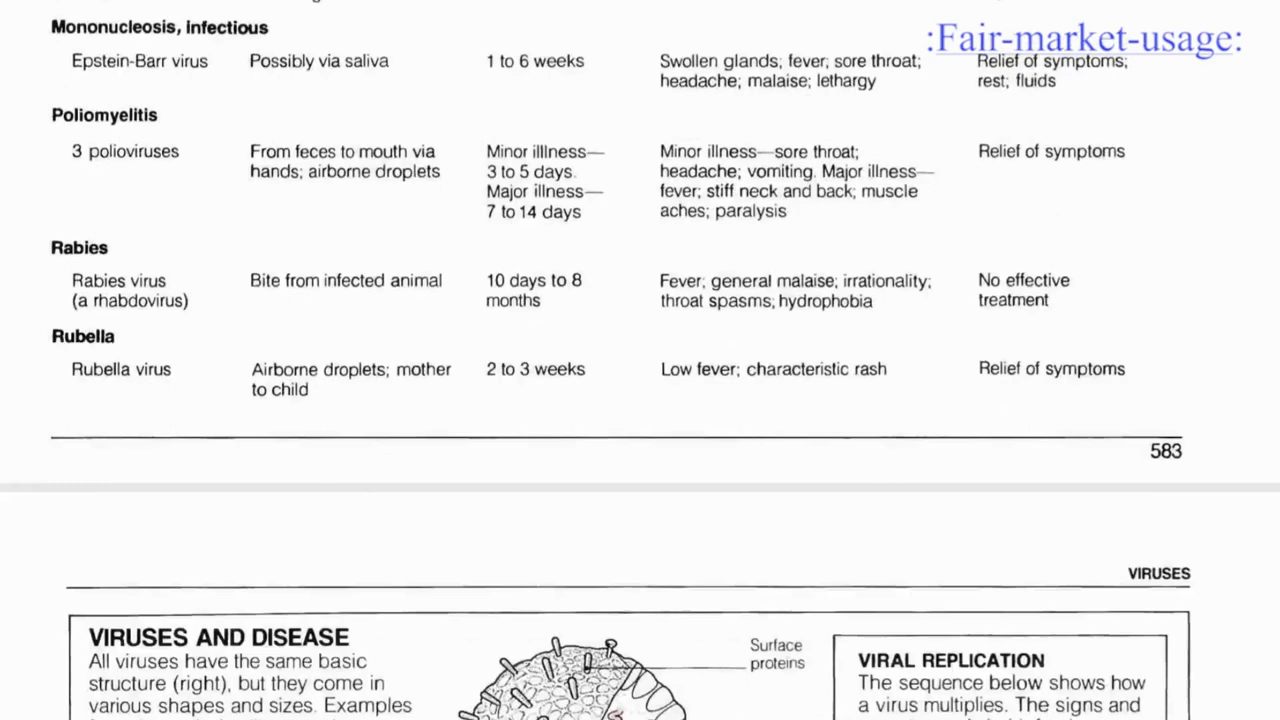 Mononucleosis, infectious
:Fair-market-usage:
Epstein-Barr virus Possibly via saliva 1 to 6 weeks Swollen glands; fever; sore throat; Relief of symptoms;
headache; malaise; lethargy rest; fluids
Poliomyelitis
3 polioviruses From feces to mouth via Minor illlness— Minor illness—sore throat; Relief of symptoms
hands; airborne droplets 3 to 5 days. headache; vomiting. Major illness—
Major illness— fever; stiff neck and back; muscle
7 to 14 days aches; paralysis
Rabies
Rabies virus Bite from infected animal 10 days to 8 Fever; general malaise; irrationality; No effective
(a rhabdovirus) months throat spasms; hydrophobia treatment
Rubella
Rubella virus Airborne droplets; mother 2 to 3 weeks Low fever; characteristic rash Relief of symptoms
to child
583
VIRUSES
VIRUSES AND DISEASE
All viruses have the same basic
structure (right), but they come in
various shapes and sizes. Examples
Surface
proteins
VIRAL REPLICATION
The sequence below shows how
a virus multiplies. The signs and